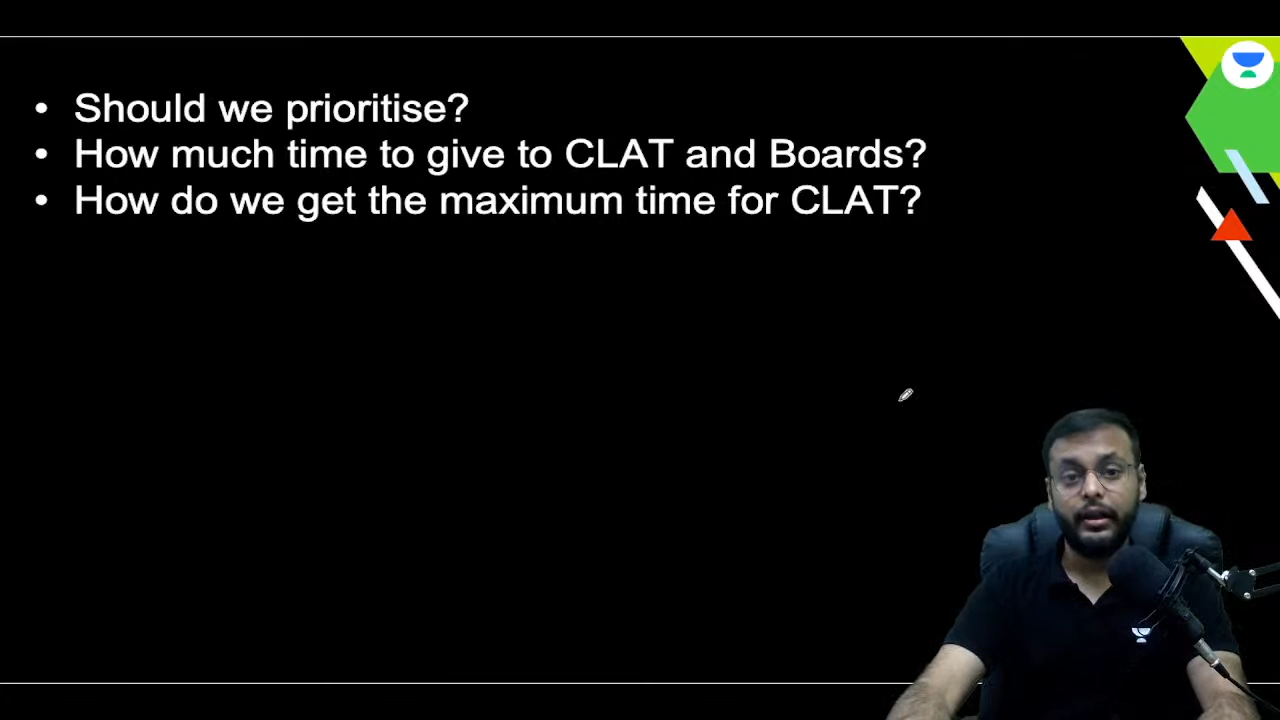 • Should we prioritise?
• How much time to give to CLAT and Boards?
• How do we get the maximum time for CLAT?